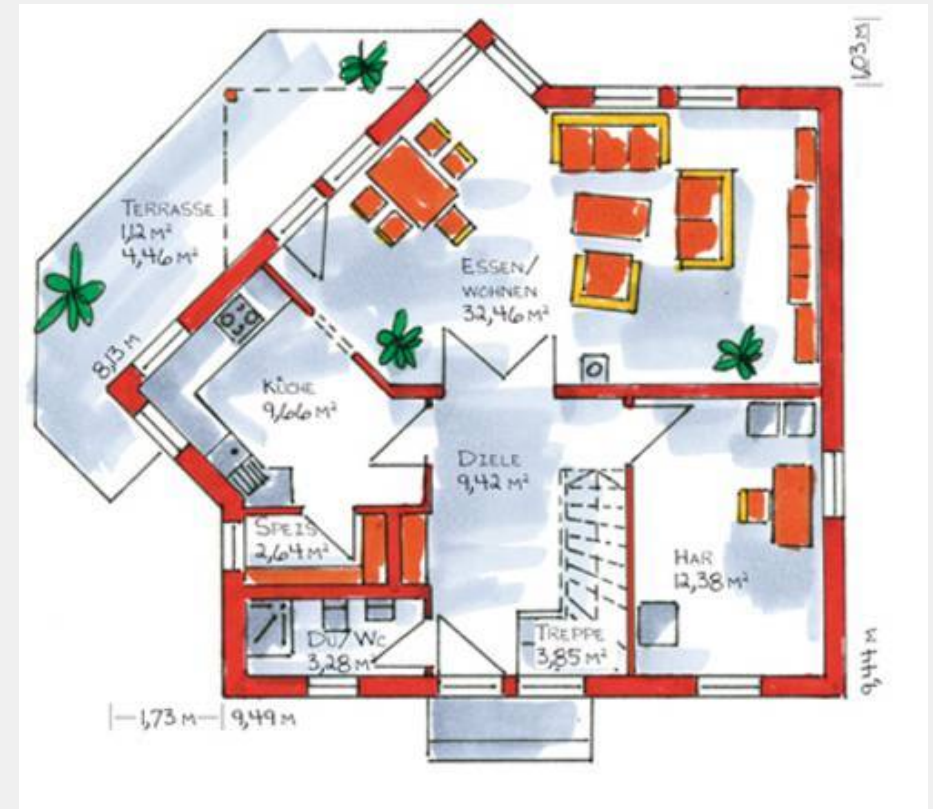 1,03 M
TERRASSE
1,12 M²
4,46 M²
ESSEN/
WOHNEN
32,46 M²
8,13 M
KÜCHE
9,66 M²
DIELE
9,42 M²
SPEIS
2,64 M²
HAR
12,38 M²
DU/WC
3,28 M²
TREPPE
3,85 M²
9,44 M
1,73 M
9,49 M